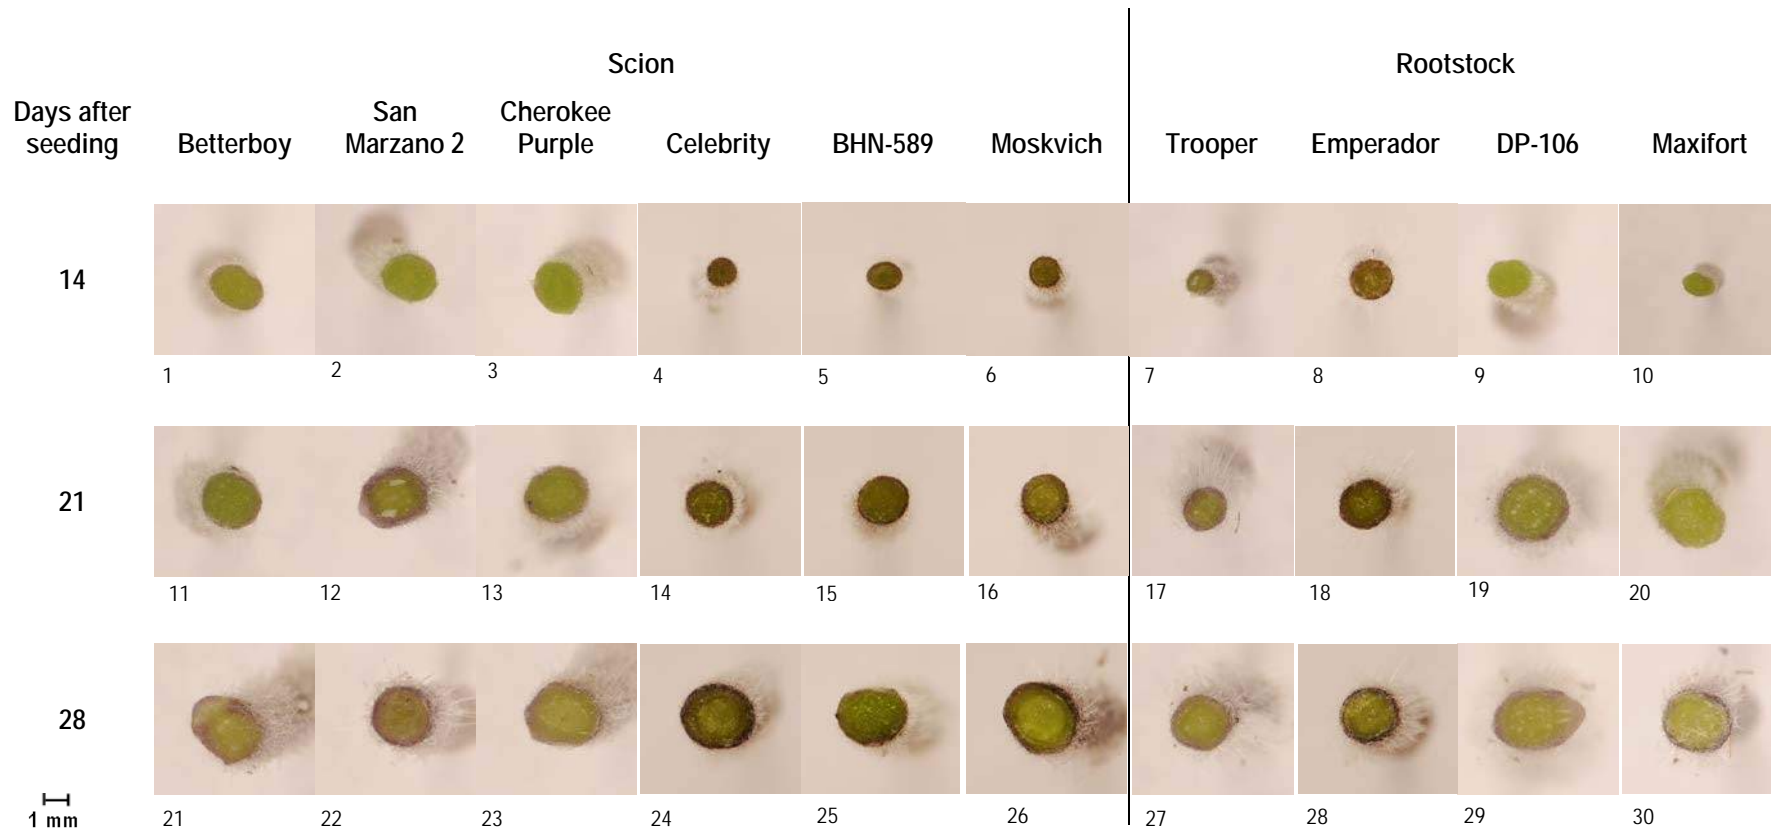 Scion
Rootstock
Days after
seeding
Betterboy
San
Marzano 2
Cherokee
Purple
Celebrity
BHN-589
Moskvich
Trooper
Emperador
DP-106
Maxifort
14
1
2
3
4
5
6
7
8
9
10
21
11
12
13
14
15
16
17
18
19
20
28
21
22
23
24
25
26
27
28
29
30
1 mm